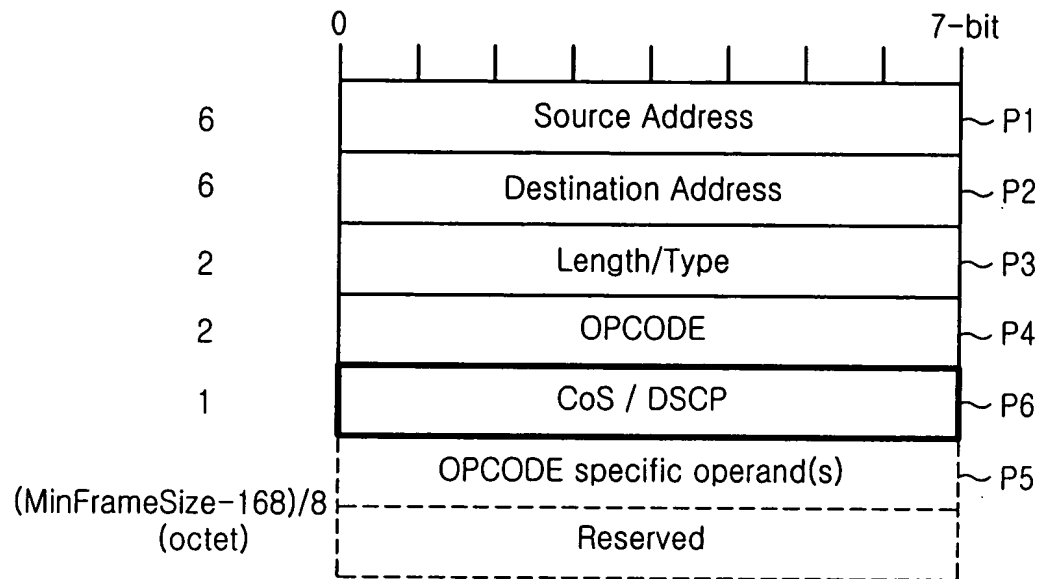 0 7-bit
6 Source Address P1
6 Destination Address P2
2 Length/Type P3
2 OPCODE P4
1 CoS / DSCP P6
OPCODE specific operand(s) P5
(MinFrameSize-168)/8
(octet) Reserved